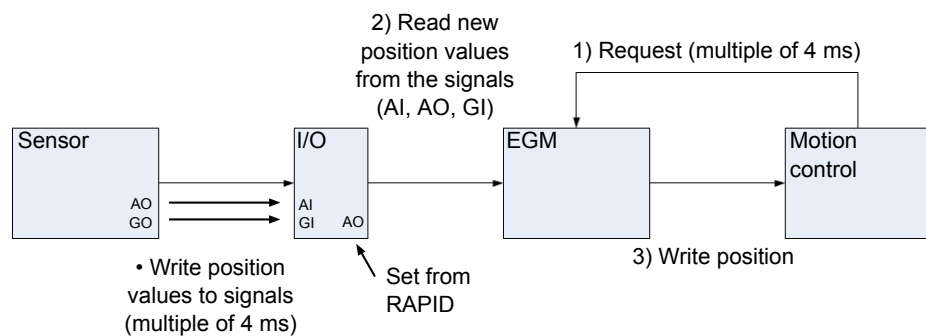 2) Read new
position values
from the signals
(AI, AO, GI)
1) Request (multiple of 4 ms)
Sensor
I/O
EGM
Motion
control
AO
GO
AI
GI
AO
3) Write position
• Write position
values to signals
(multiple of 4 ms)
Set from
RAPID